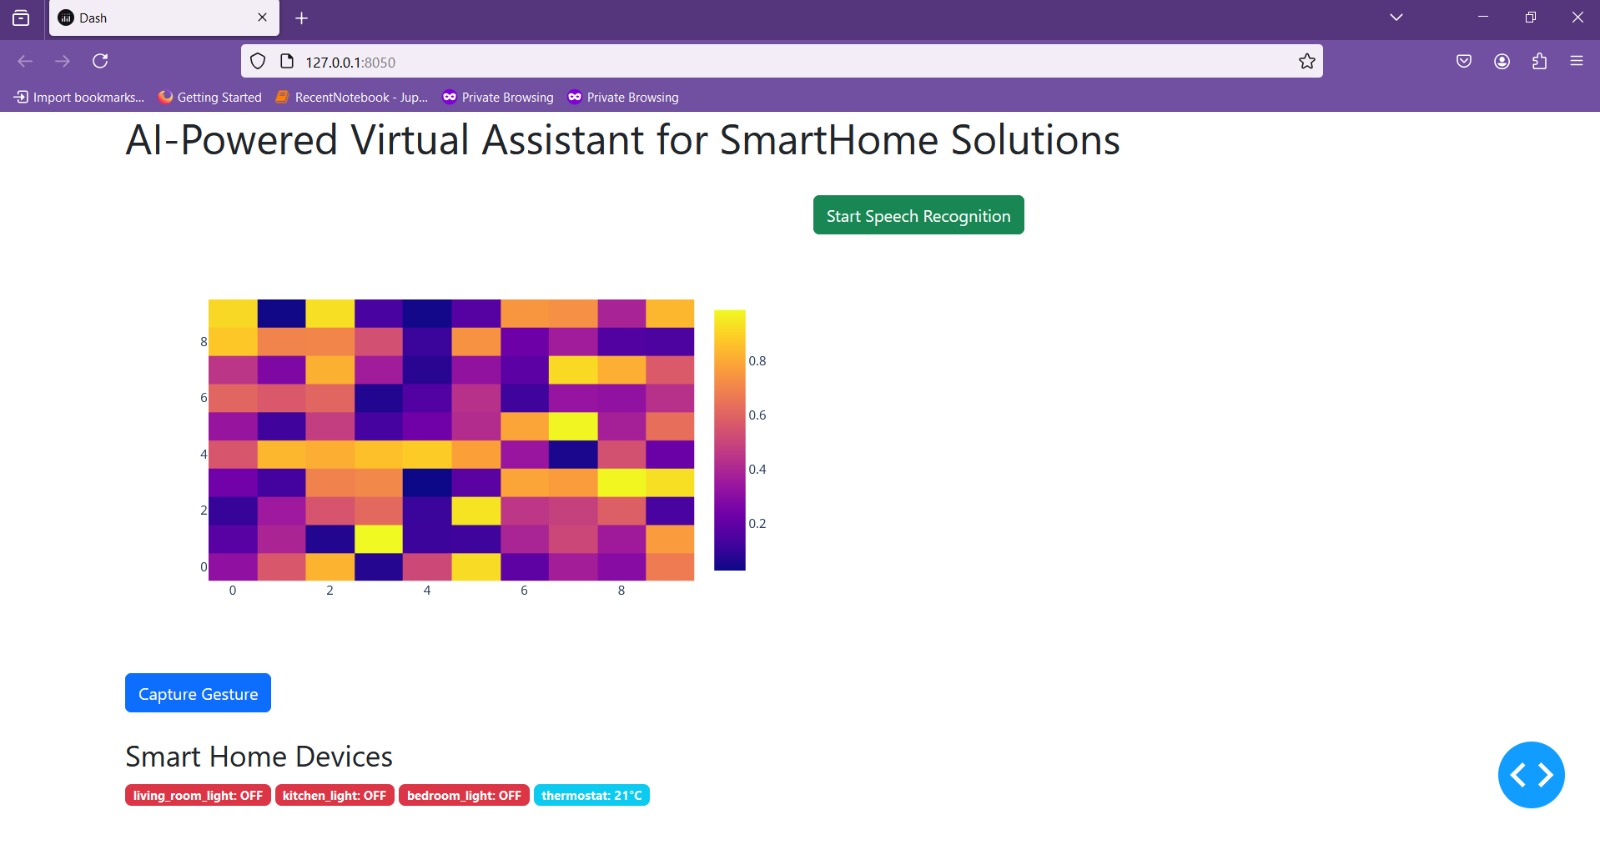 Dash
127.0.0.1:8050
Import bookmarks... Getting Started RecentNotebook - Jup... Private Browsing Private Browsing
AI-Powered Virtual Assistant for SmartHome Solutions
Start Speech Recognition
8
6
4
2
0
0 2 4 6 8
0.8
0.6
0.4
0.2
Capture Gesture
Smart Home Devices
living_room_light: OFF kitchen_light: OFF bedroom_light: OFF thermostat: 21°C